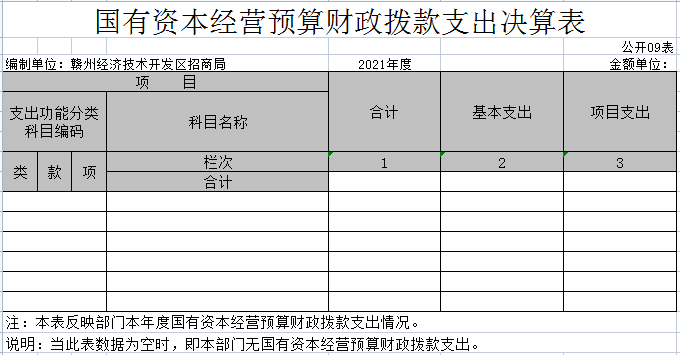 国有资本经营预算财政拨款支出决算表
公开09表
编制单位：赣州经济技术开发区招商局 2021年度 金额单位：
项 目 合计 基本支出 项目支出
支出功能分类科目编码 科目名称
类 款 项 栏次 1 2 3
合计
注：本表反映部门本年度国有资本经营预算财政拨款支出情况。
说明：当此表数据为空时，即本部门无国有资本经营预算财政拨款支出。